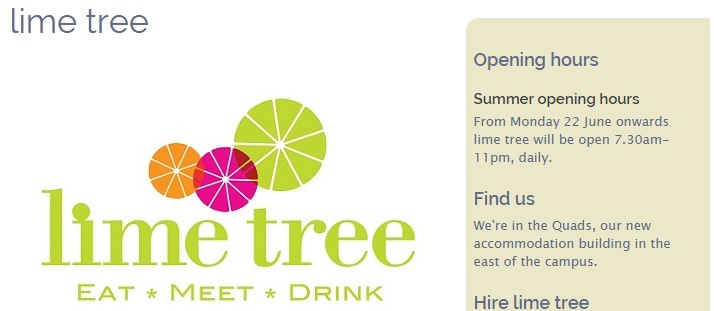 lime tree
lime tree
EAT * MEET * DRINK
Opening hours
Summer opening hours
From Monday 22 June onwards
lime tree will be open 7.30am–
11pm, daily.
Find us
We're in the Quads, our new
accommodation building in the
east of the campus.
Hire lime tree